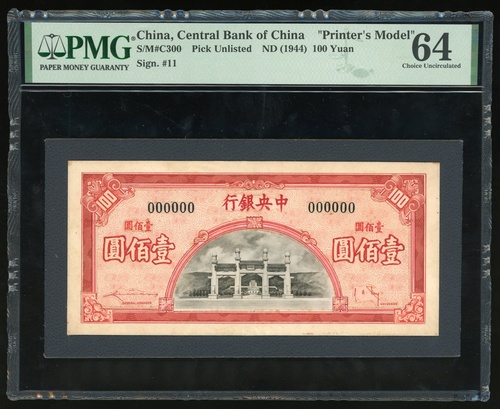 PMG
PAPER MONEY GUARANTY
China, Central Bank of China "Printer's Model"
S/M#C300 Pick Unlisted ND (1944) 100 Yuan
Sign. #11
64
Choice Uncirculated
100
100
行銀央中
000000
000000
圓佰壹
圓佰壹
圓佰壹
圓佰壹